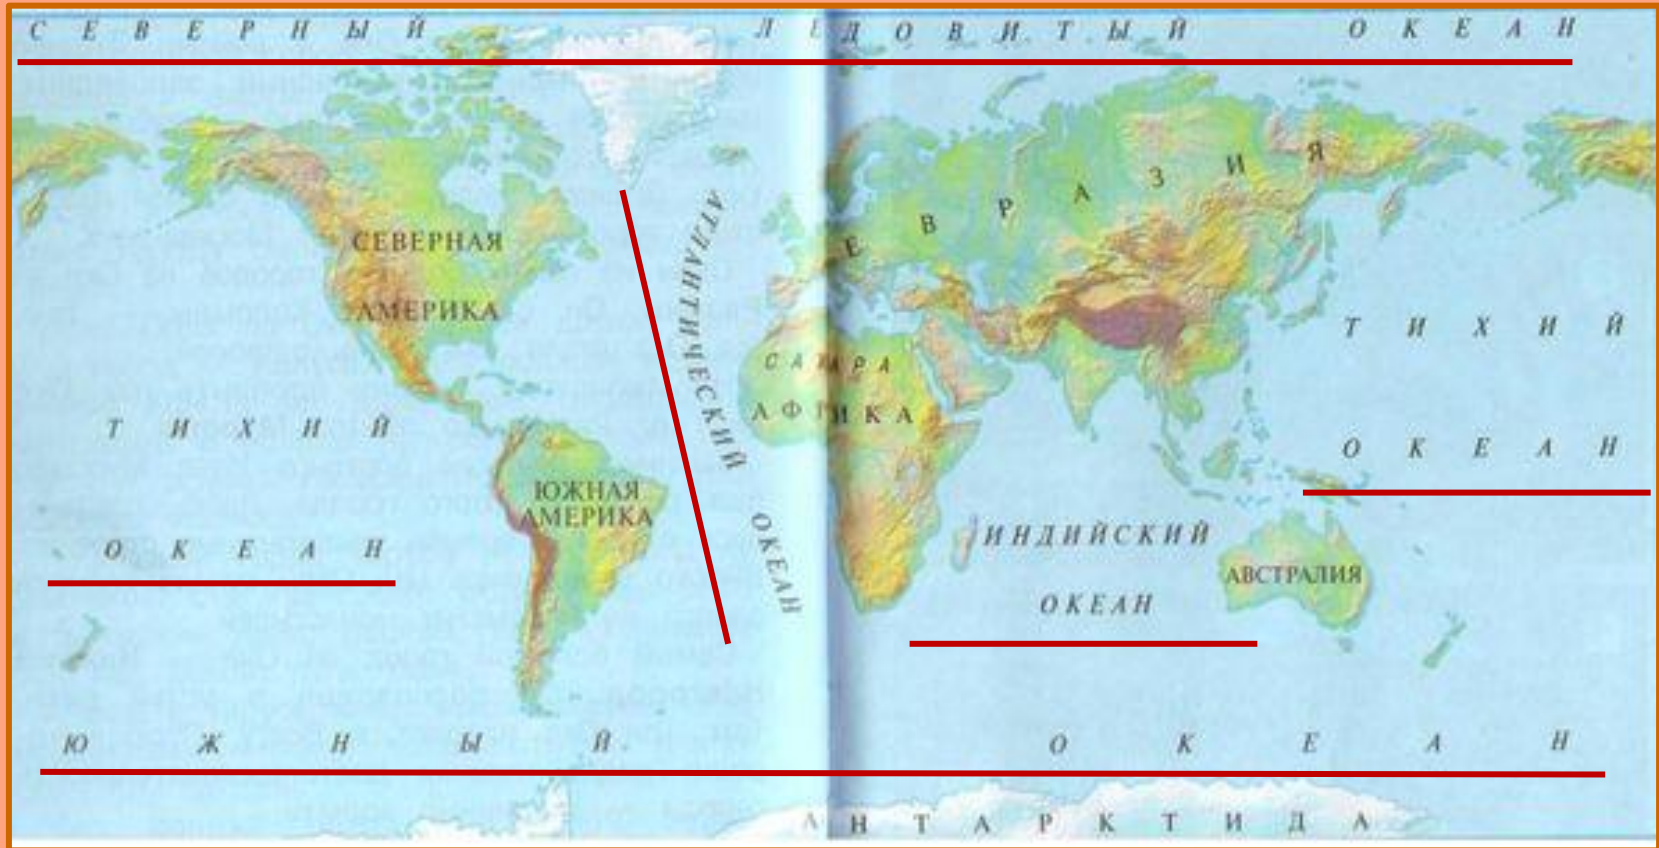 СЕВЕРНЫЙ ЛЕДОВИТЫЙ ОКЕАН
ЕВРАЗИЯ
СЕВЕРНАЯ
АМЕРИКА
АТЛАНТИЧЕСКИЙ ОКЕАН
САХАРА
АФРИКА
ТИХИЙ
ОКЕАН
ТИХИЙ
ОКЕАН
ЮЖНАЯ
АМЕРИКА
ИНДИЙСКИЙ
ОКЕАН
АВСТРАЛИЯ
ЮЖНЫЙ ОКЕАН
АНТАРКТИДА